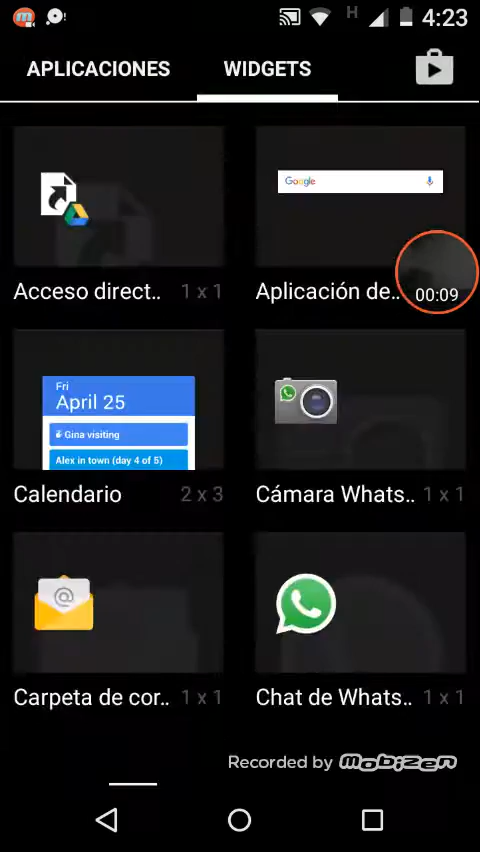 H 4:23
APLICACIONES WIDGETS
Google
Acceso direct.. 1 x 1
Aplicación de..
00:09
Fri
April 25
Gina visiting
Alex in town (day 4 of 5)
Calendario 2 x 3
Cámara Whats.. 1 x 1
@
Carpeta de cor.. 1 x 1
Chat de Whats.. 1 x 1
Recorded by mobizen